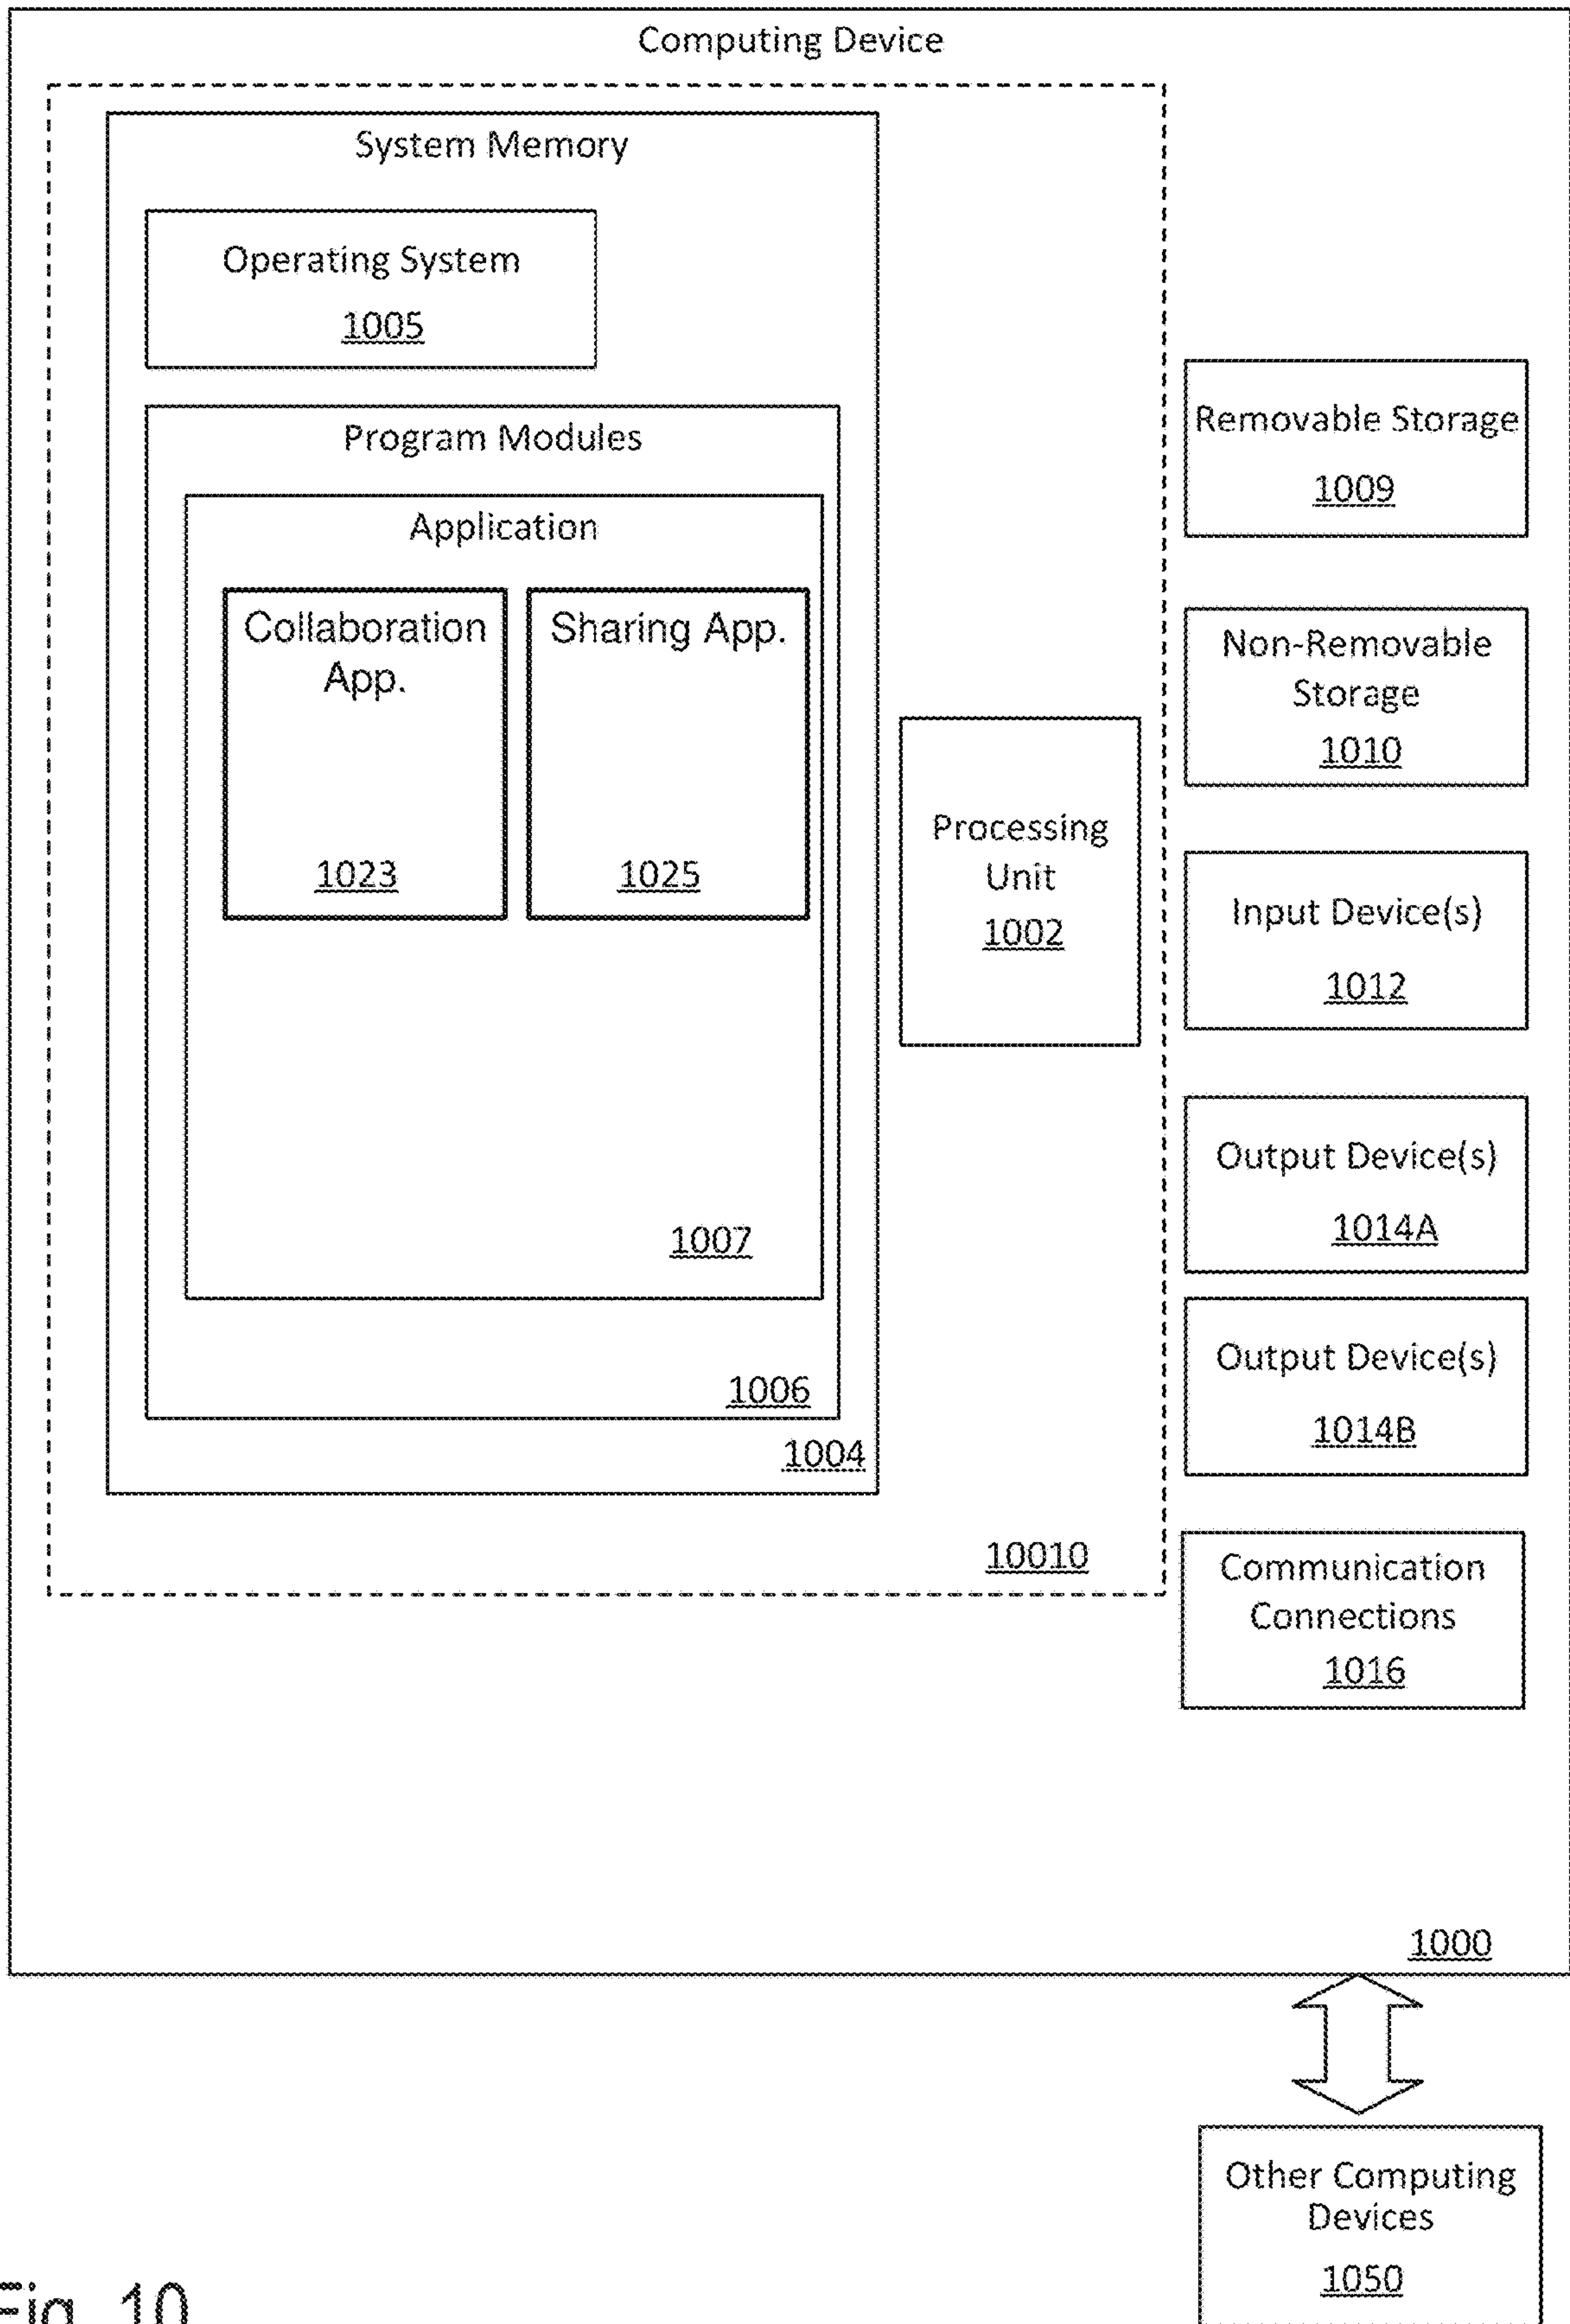 Computing Device
System Memory
Operating System
1005
Program Modules
Application
Collaboration
App.
1023
Sharing App.
1025
1007
1006
1004
Processing
Unit
1002
10010
Removable Storage
1009
Non-Removable
Storage
1010
Input Device(s)
1012
Output Device(s)
1014A
Output Device(s)
1014B
Communication
Connections
1016
1000
Other Computing
Devices
1050
Fig. 10